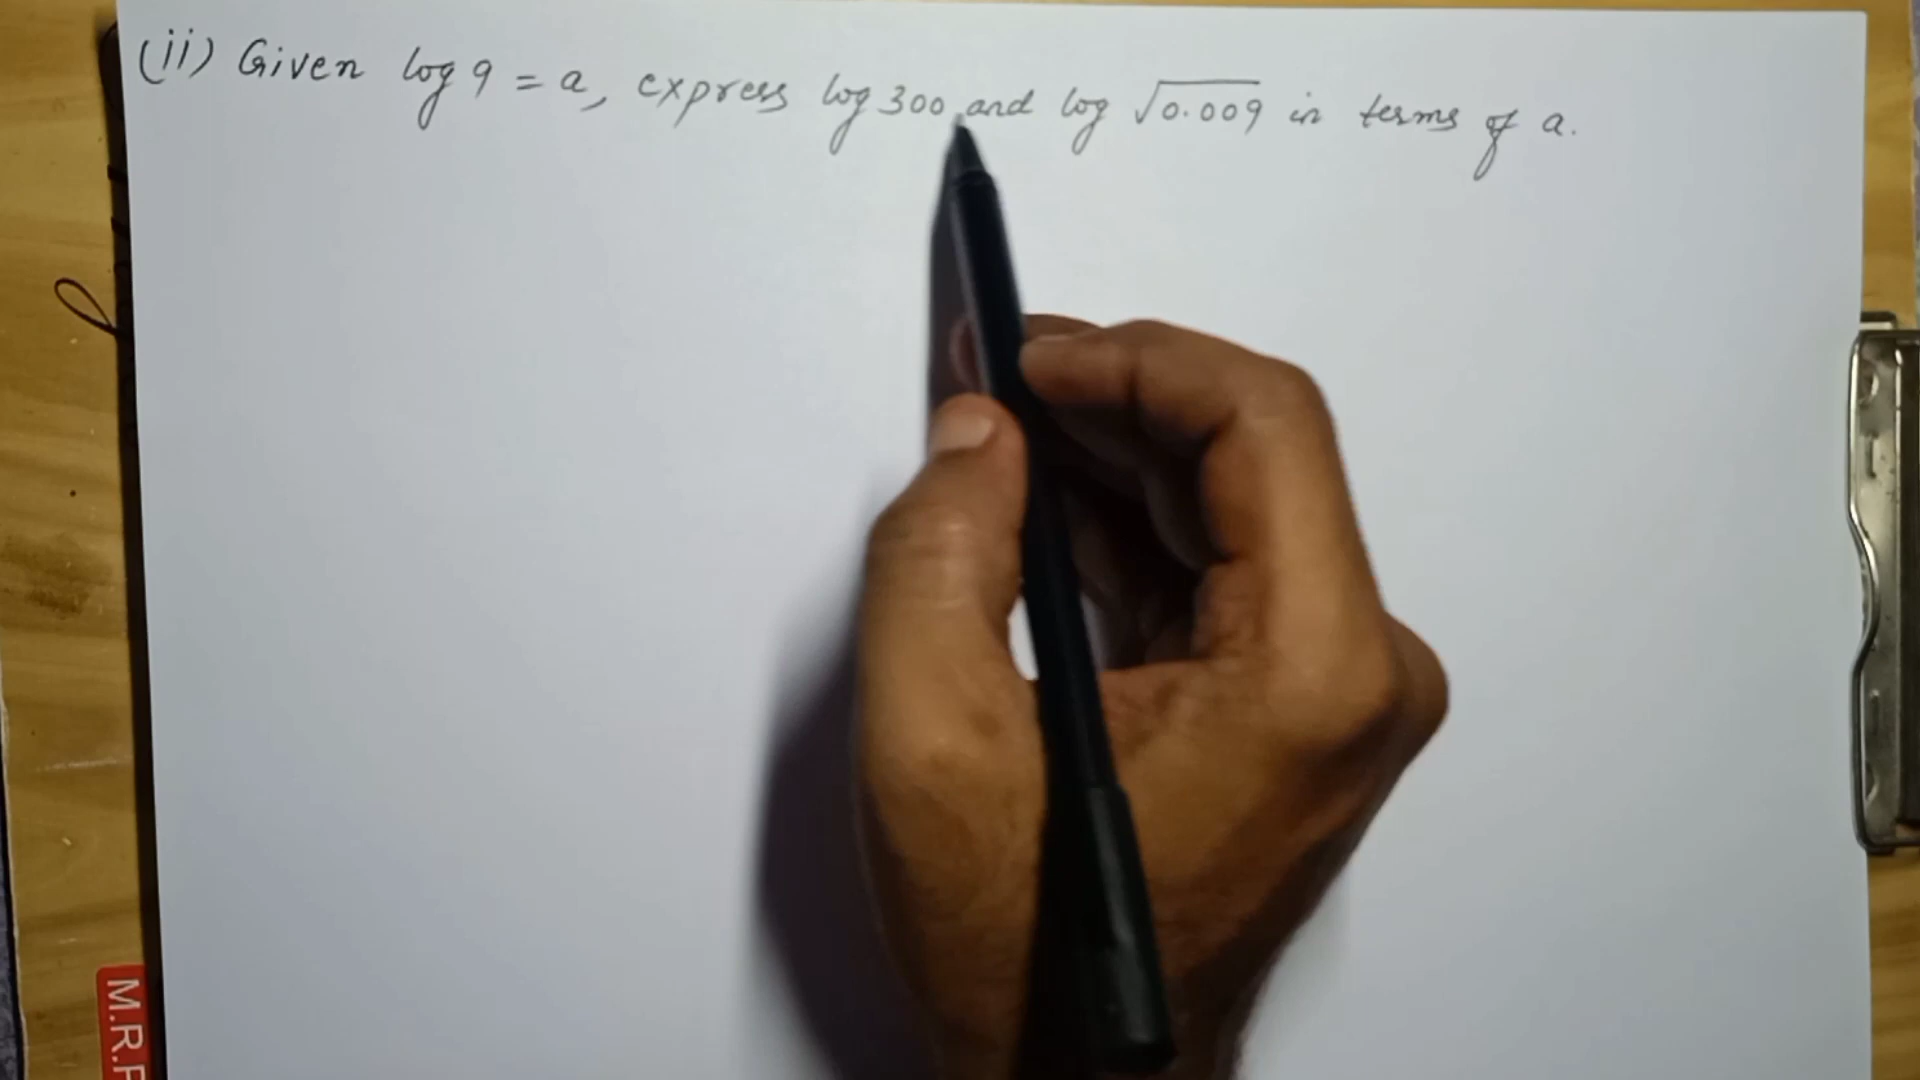 (ii) Given log 9 = a, express log 300 and log √0.009 in terms of a.
M.R.P